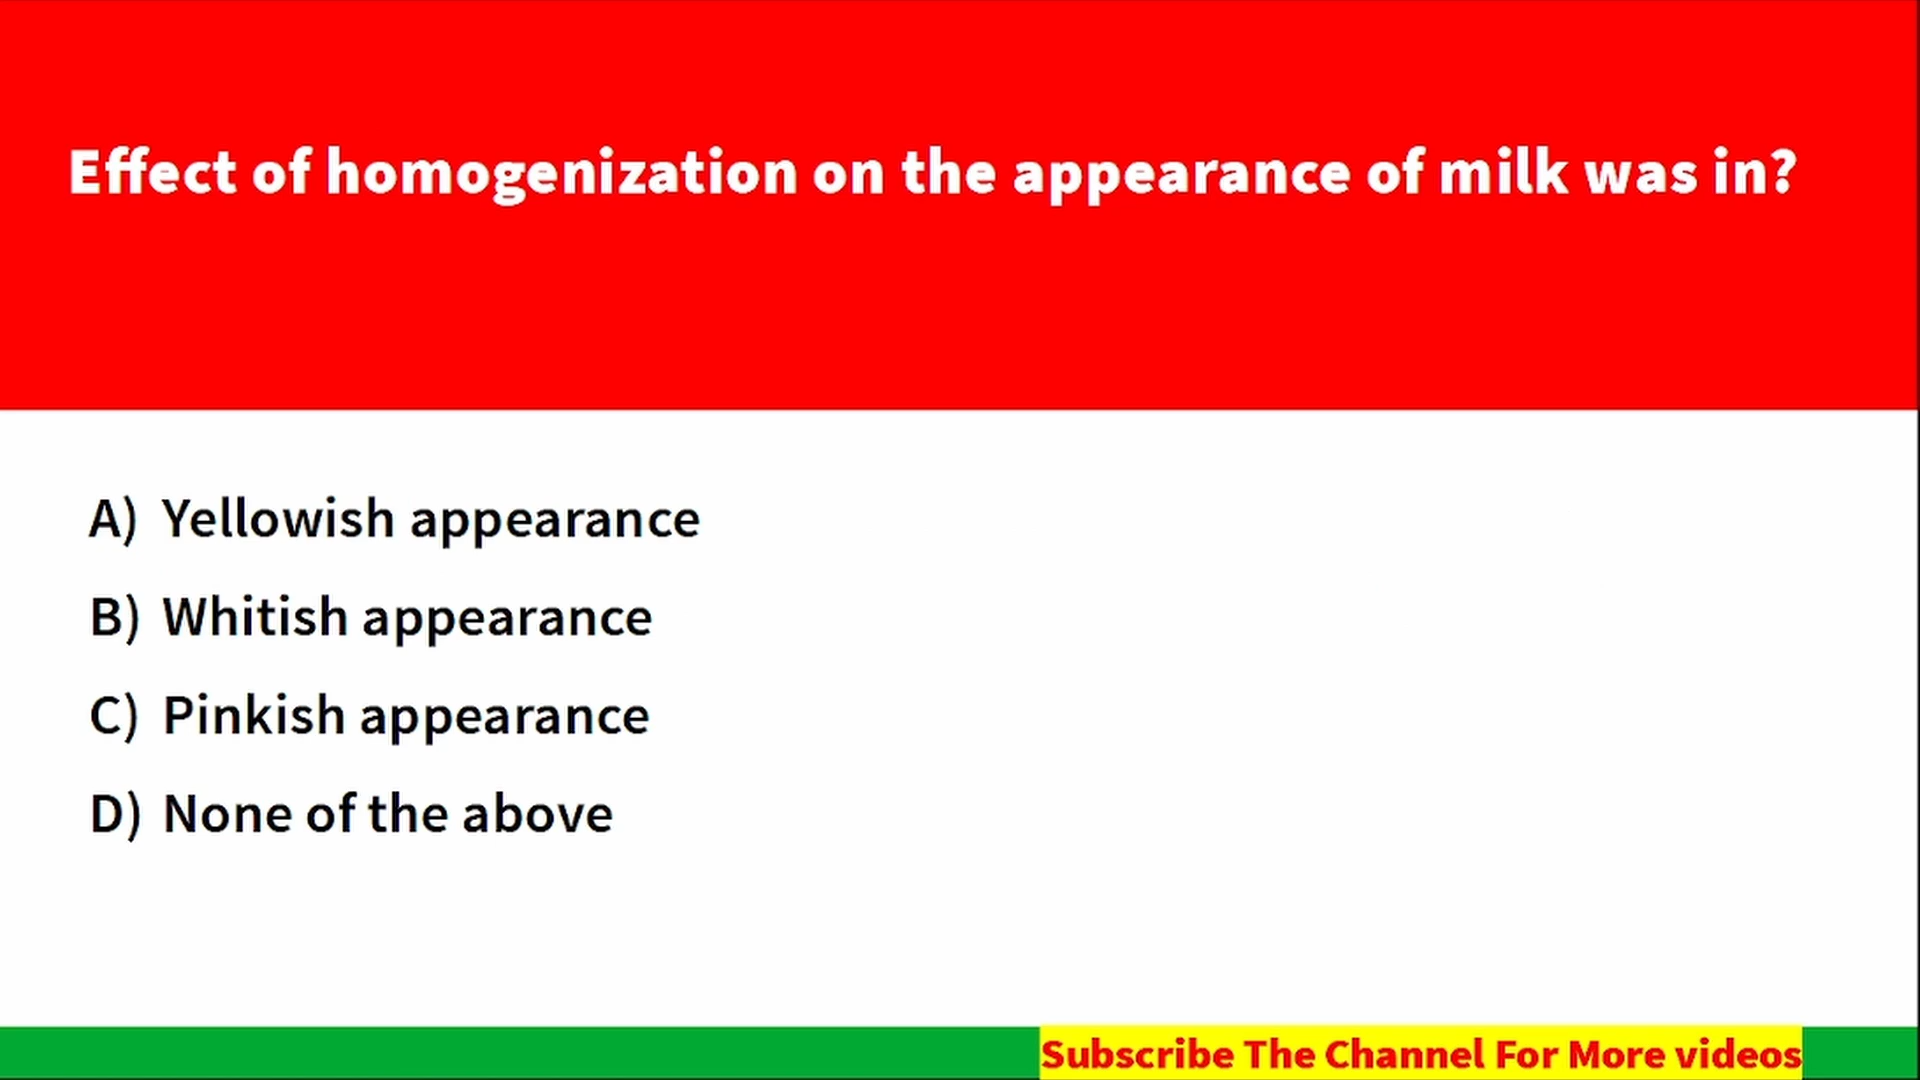 Effect of homogenization on the appearance of milk was in?
A) Yellowish appearance
B) Whitish appearance
C) Pinkish appearance
D) None of the above
Subscribe The Channel For More videos